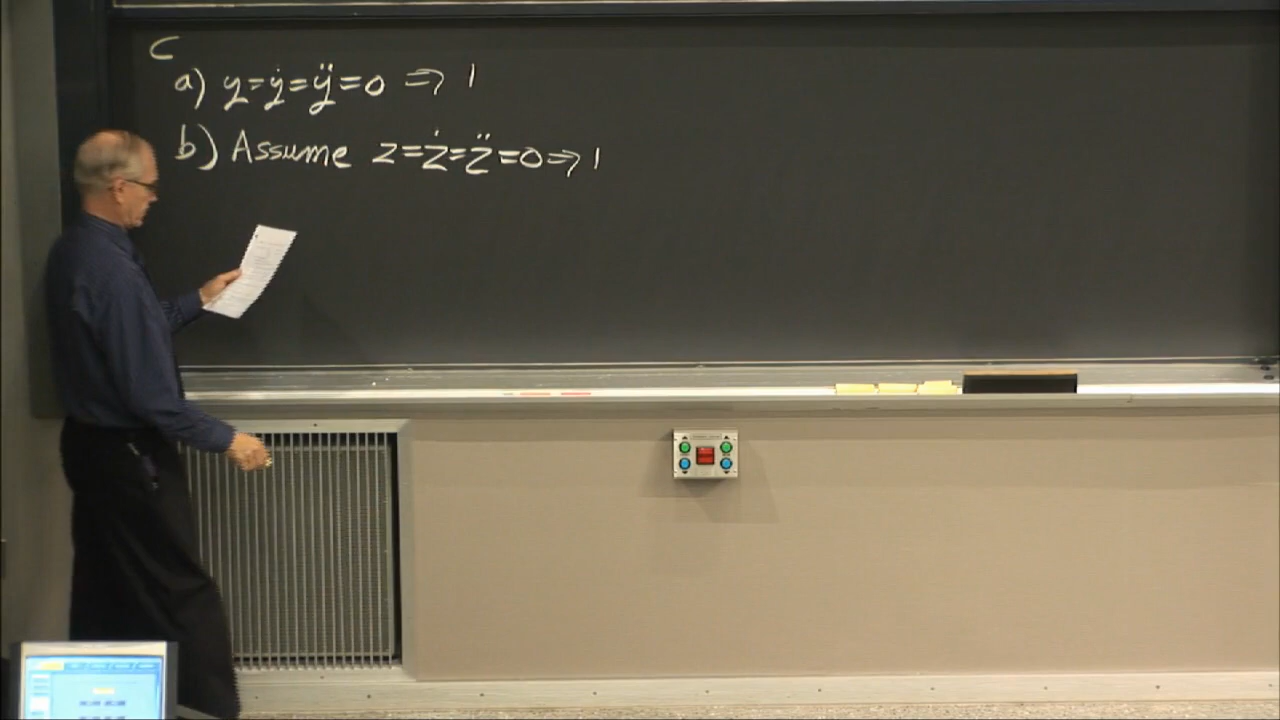 C
a) y=ẏ=ÿ=0 ⇒ 1
b) Assume z=ż=z̈=0⇒1